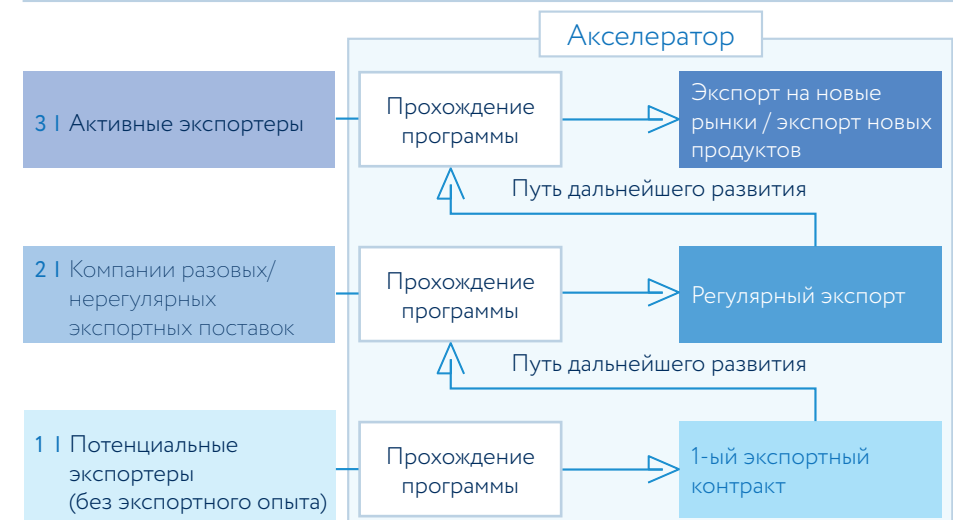 Акселератор
3 I Активные экспортеры
Прохождение
программы
Экспорт на новые
рынки / экспорт новых
продуктов
Путь дальнейшего развития
2 I Компании разовых/
нерегулярных
экспортных поставок
Прохождение
программы
Регулярный экспорт
Путь дальнейшего развития
1 I Потенциальные
экспортеры
(без экспортного опыта)
Прохождение
программы
1-ый экспортный
контракт